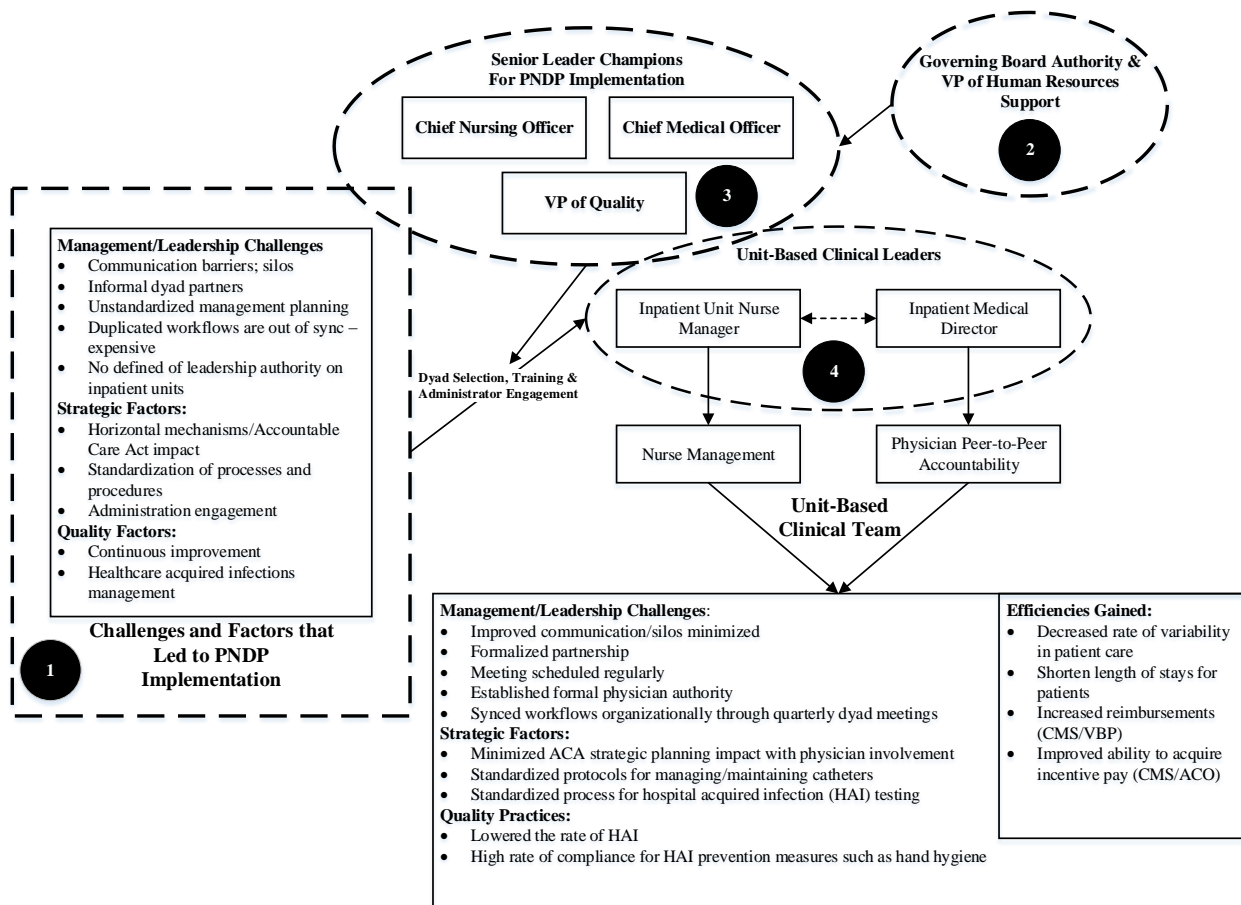 Senior Leader Champions
For PNDP Implementation
Chief Nursing Officer
Chief Medical Officer
VP of Quality
3
Governing Board Authority &
VP of Human Resources
Support
2
Management/Leadership Challenges
• Communication barriers; silos
• Informal dyad partners
• Unstandardized management planning
• Duplicated workflows are out of sync –
expensive
• No defined of leadership authority on
inpatient units
Strategic Factors:
• Horizontal mechanisms/Accountable
Care Act impact
• Standardization of processes and
procedures
• Administration engagement
Quality Factors:
• Continuous improvement
• Healthcare acquired infections
management
Challenges and Factors that
Led to PNDP
Implementation
1
Unit-Based Clinical Leaders
Inpatient Unit Nurse
Manager
Inpatient Medical
Director
4
Dyad Selection, Training &
Administrator Engagement
Nurse Management
Physician Peer-to-Peer
Accountability
Unit-Based
Clinical Team
Management/Leadership Challenges:
• Improved communication/silos minimized
• Formalized partnership
• Meeting scheduled regularly
• Established formal physician authority
• Synced workflows organizationally through quarterly dyad meetings
Strategic Factors:
• Minimized ACA strategic planning impact with physician involvement
• Standardized protocols for managing/maintaining catheters
• Standardized process for hospital acquired infection (HAI) testing
Quality Practices:
• Lowered the rate of HAI
• High rate of compliance for HAI prevention measures such as hand hygiene
Efficiencies Gained:
• Decreased rate of variability
in patient care
• Shorten length of stays for
patients
• Increased reimbursements
(CMS/VBP)
• Improved ability to acquire
incentive pay (CMS/ACO)